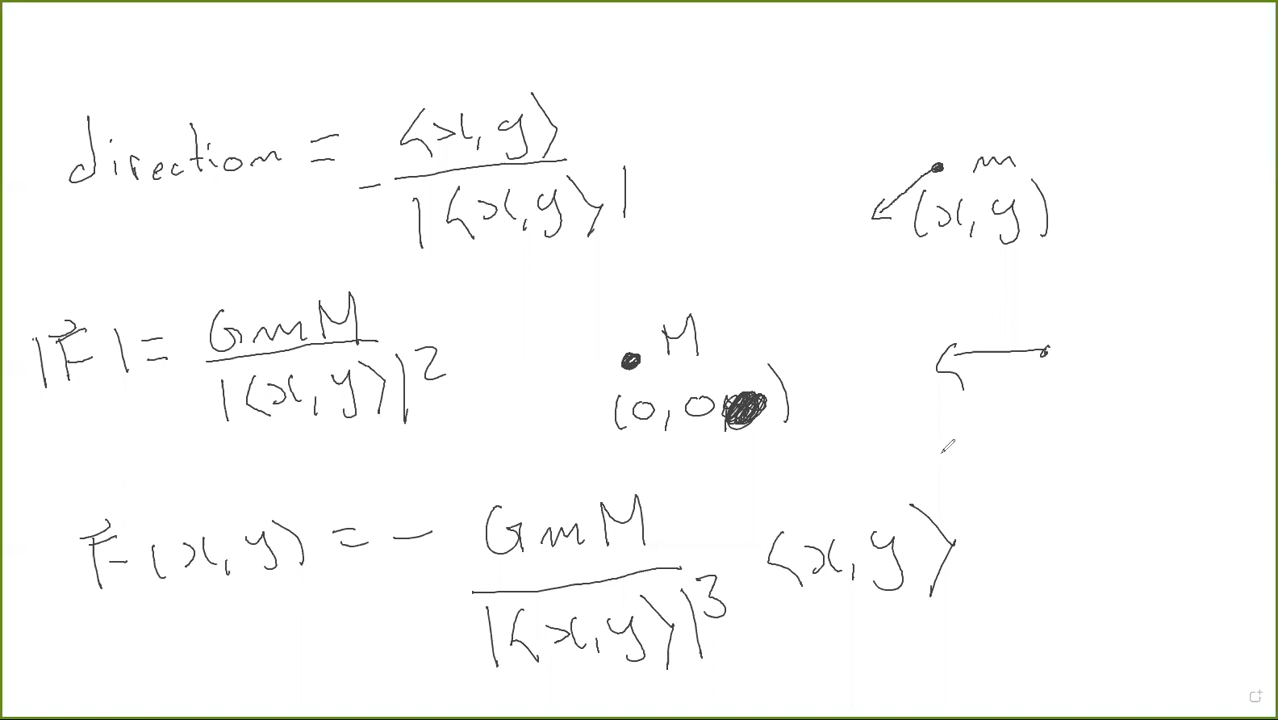 direction = - <x, y> / |<x, y>|
m
(x, y)
|F⃗| = GmM / |<x, y>|²
M
(0, 0)
F⃗(x, y) = - GmM / |<x, y>|³ <x, y>